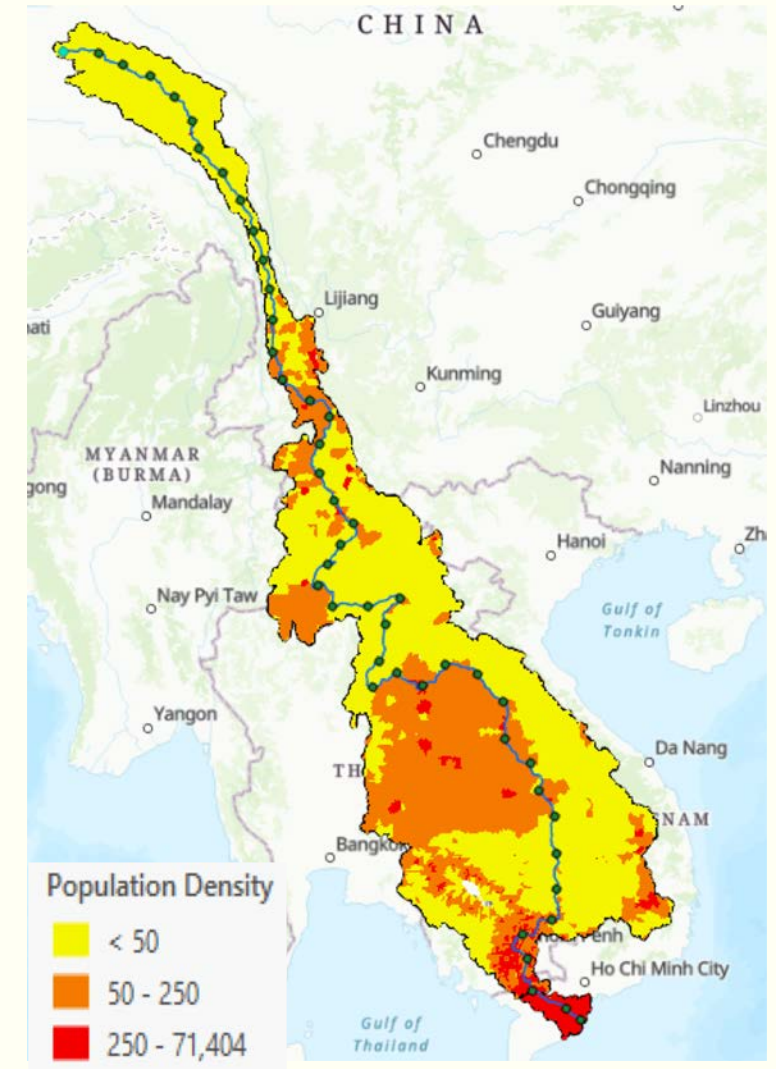 CHINA
Chengdu
Chongqing
Lijiang
Guiyang
Kunming
Linzhou
MYANMAR
(BURMA)
Nanning
Mandalay
Hanoi
Nay Pyi Taw
Gulf of
Tonkin
Yangon
Da Nang
TH
NAM
Bangkok
Population Density
< 50
50 - 250
250 - 71,404
Ho Chi Minh City
Gulf of
Thailand